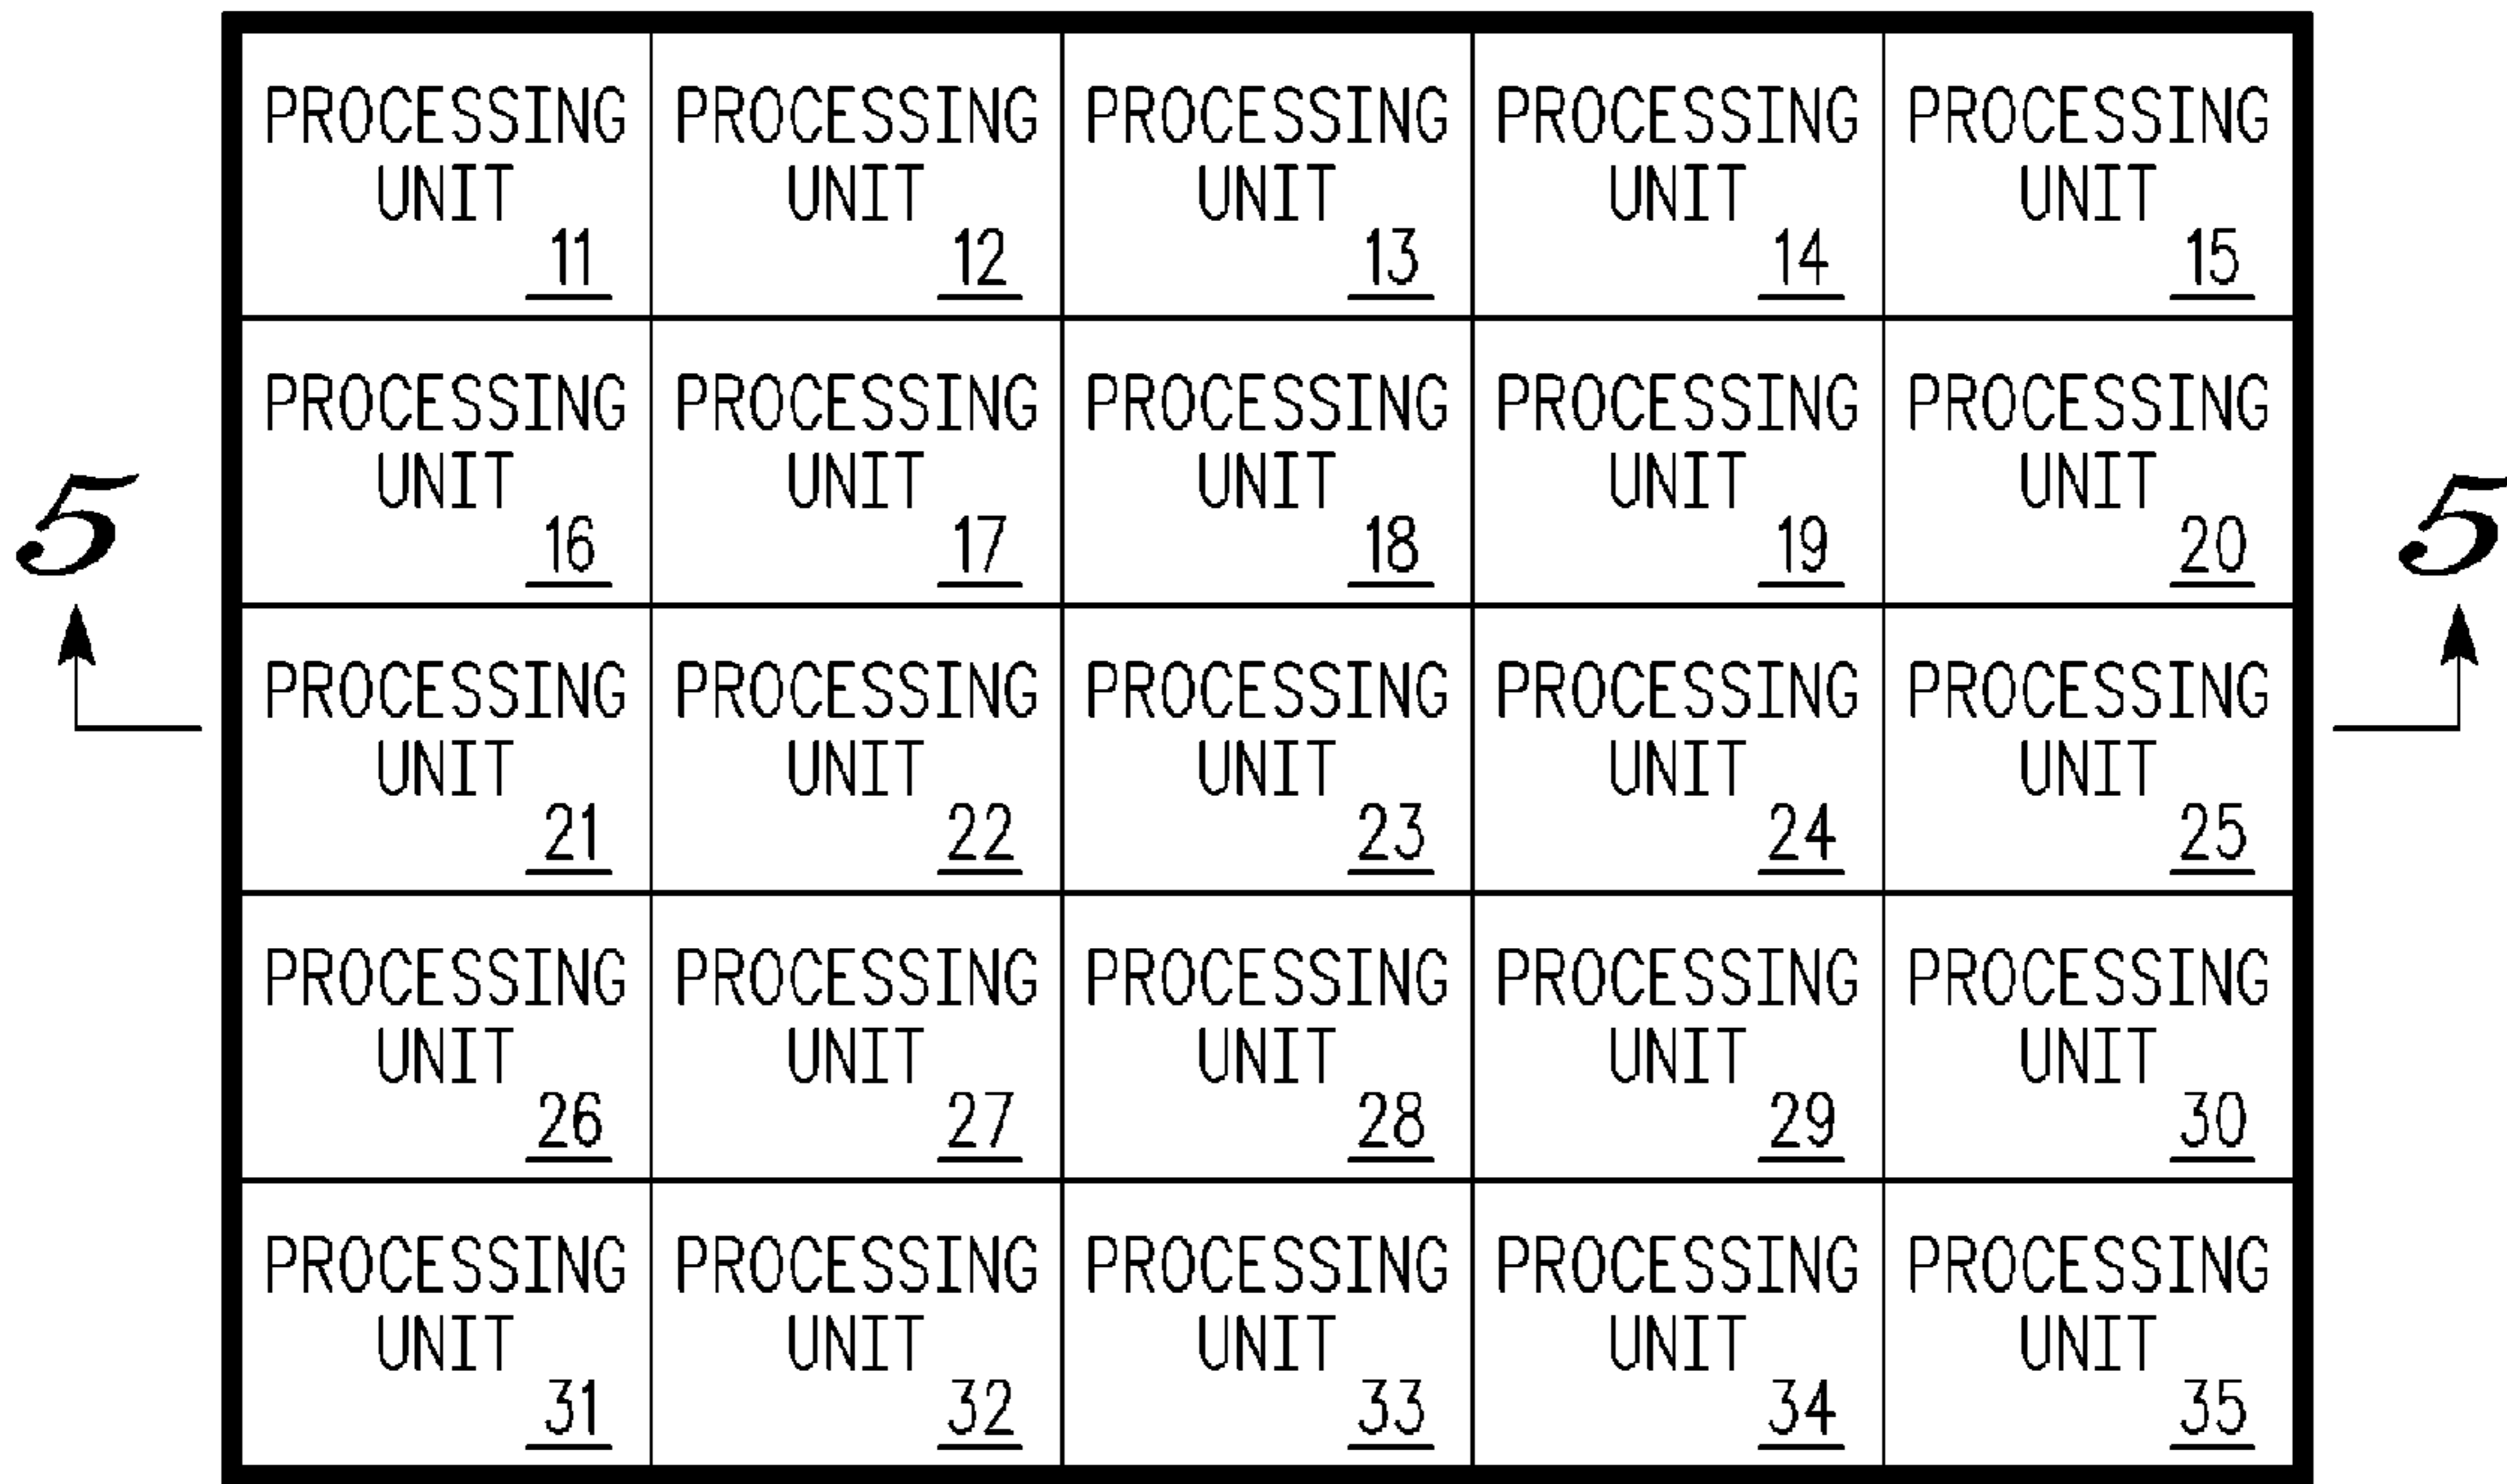 PROCESSING PROCESSING PROCESSING PROCESSING PROCESSING
UNIT UNIT UNIT UNIT UNIT
11 12 13 14 15
PROCESSING PROCESSING PROCESSING PROCESSING PROCESSING
UNIT UNIT UNIT UNIT UNIT
16 17 18 19 20
5 5
PROCESSING PROCESSING PROCESSING PROCESSING PROCESSING
UNIT UNIT UNIT UNIT UNIT
21 22 23 24 25
PROCESSING PROCESSING PROCESSING PROCESSING PROCESSING
UNIT UNIT UNIT UNIT UNIT
26 27 28 29 30
PROCESSING PROCESSING PROCESSING PROCESSING PROCESSING
UNIT UNIT UNIT UNIT UNIT
31 32 33 34 35